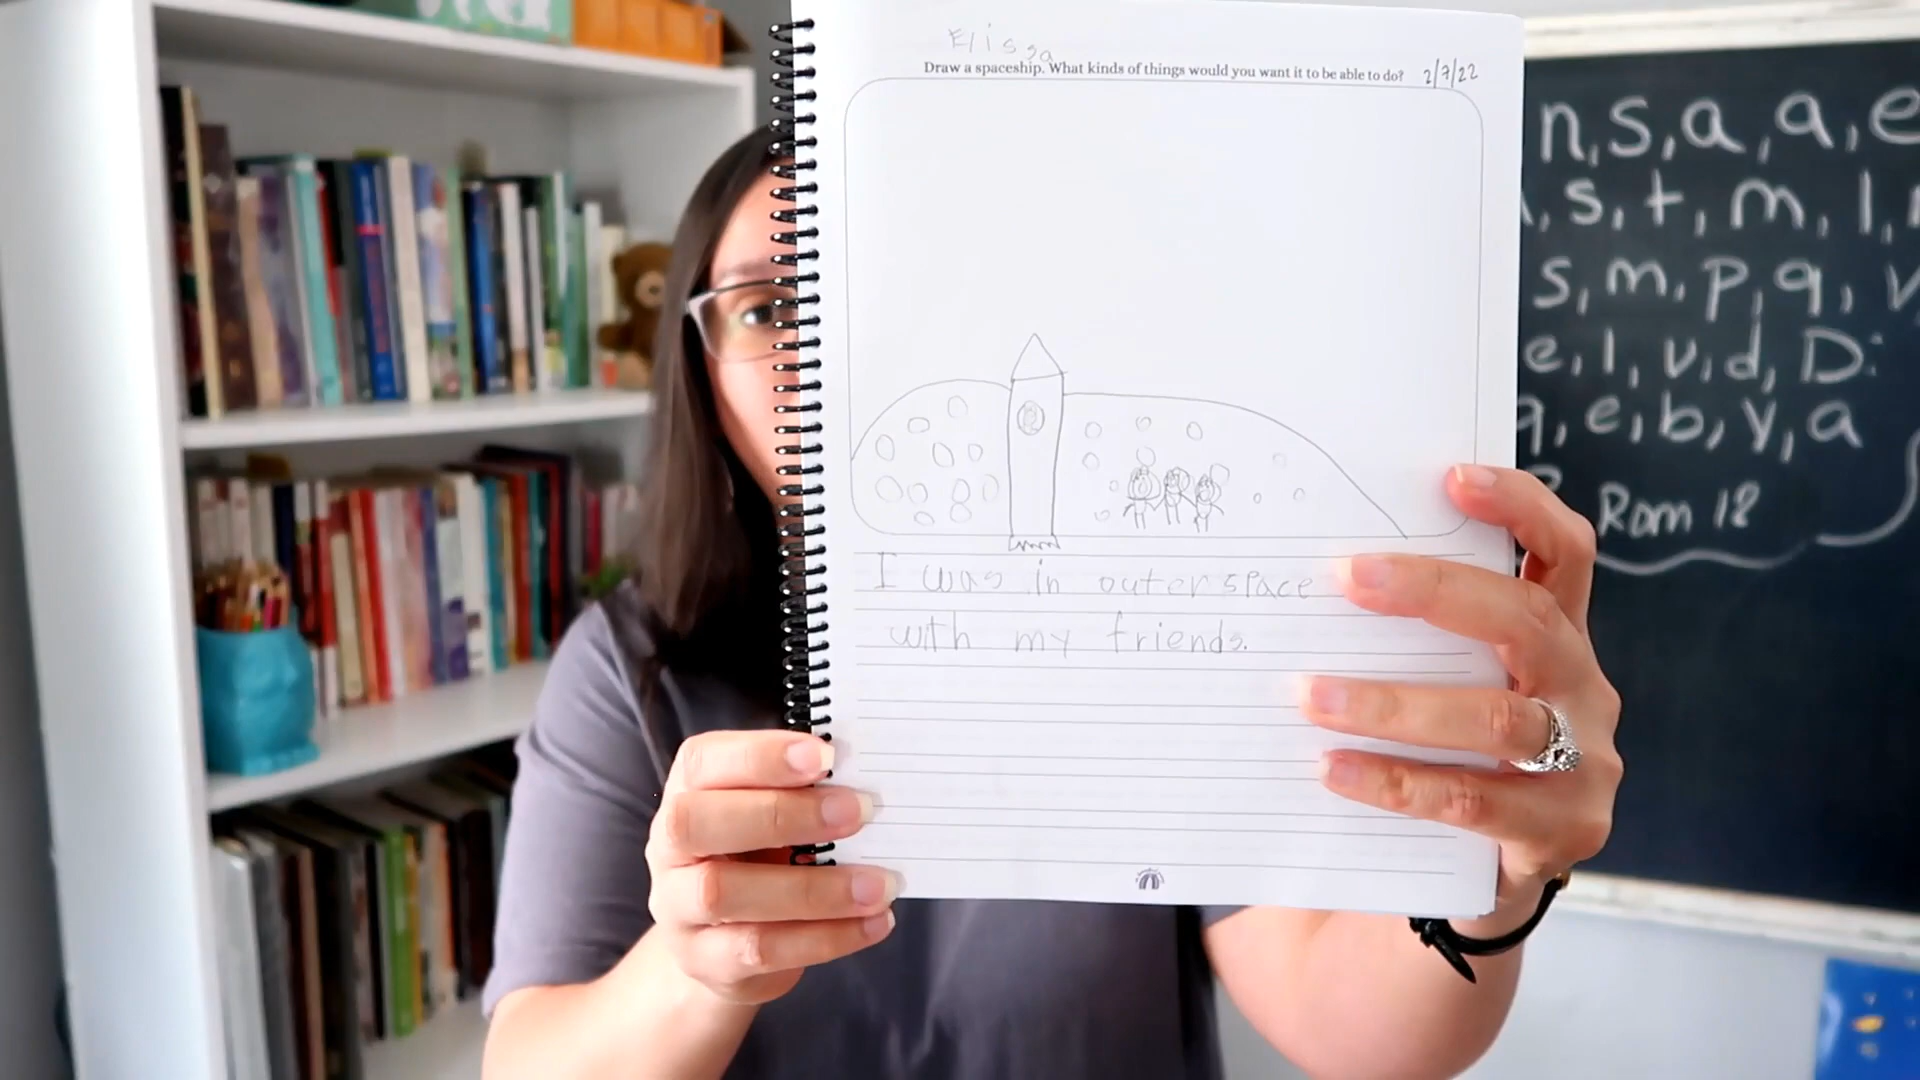 Elissa
Draw a spaceship. What kinds of things would you want it to be able to do? 2/7/22
I was in outer space
with my friends.
n, s, a, a, e
, s, t, m, l,
s, m, p, q, v
e, l, v, d, D:
q, e, b, y, a
Rom 12